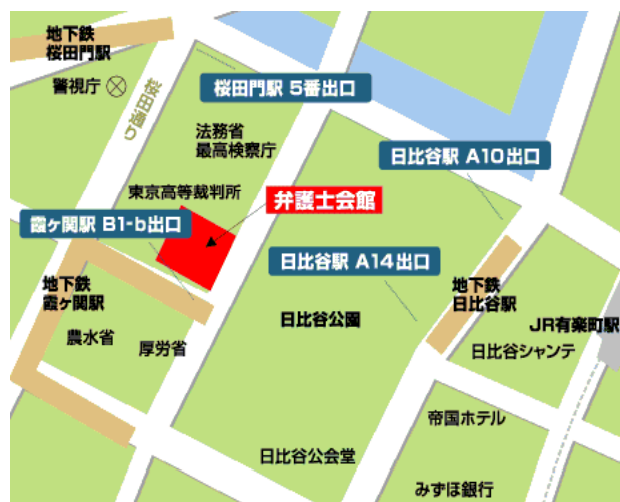 地下鉄
桜田門駅
警視庁
桜田通り
桜田門駅 5番出口
法務省
最高検察庁
日比谷駅 A10出口
東京高等裁判所
弁護士会館
霞ヶ関駅 B1-b出口
日比谷駅 A14出口
地下鉄
霞ヶ関駅
地下鉄
日比谷駅
農水省
厚労省
日比谷公園
JR有楽町駅
日比谷シャンテ
帝国ホテル
日比谷公会堂
みずほ銀行